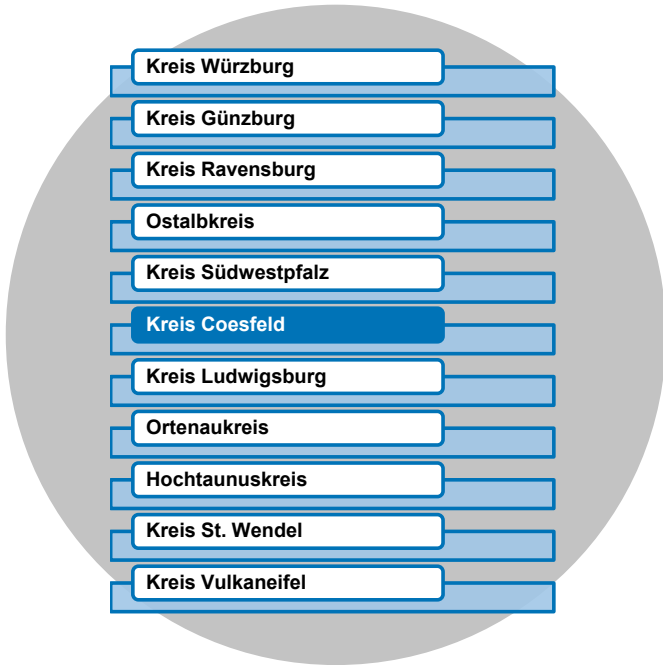 Kreis Würzburg
Kreis Günzburg
Kreis Ravensburg
Ostalbkreis
Kreis Südwestpfalz
Kreis Coesfeld
Kreis Ludwigsburg
Ortenaukreis
Hochtaunuskreis
Kreis St. Wendel
Kreis Vulkaneifel